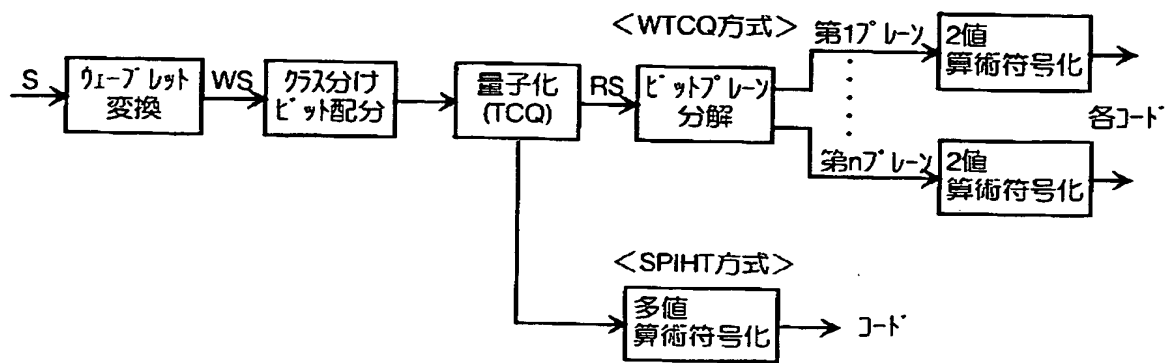 <WTCQ方式>
S
ウェーブレット
変換
WS
クラス分け
ビット配分
量子化
(TCQ)
RS
ビットプレーン
分解
第1プレーン
2値
算術符号化
各コード
第nプレーン
2値
算術符号化
<SPIHT方式>
多値
算術符号化
コード